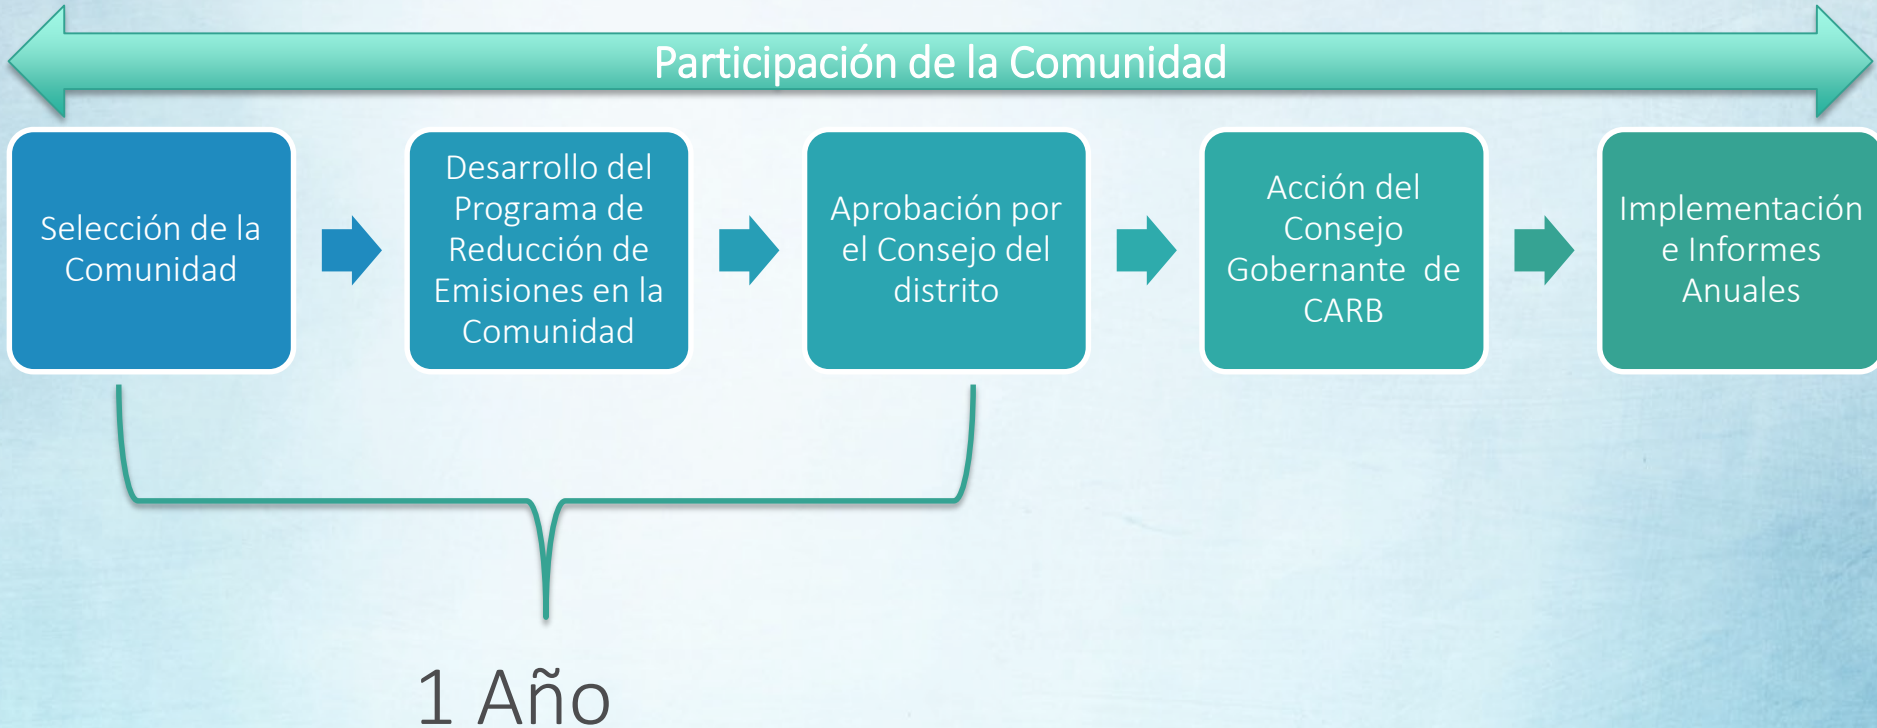 Participación de la Comunidad
Selección de la
Comunidad
Desarrollo del
Programa de
Reducción de
Emisiones en la
Comunidad
Aprobación por
el Consejo del
distrito
Acción del
Consejo
Gobernante de
CARB
Implementación
e Informes
Anuales
1 Año